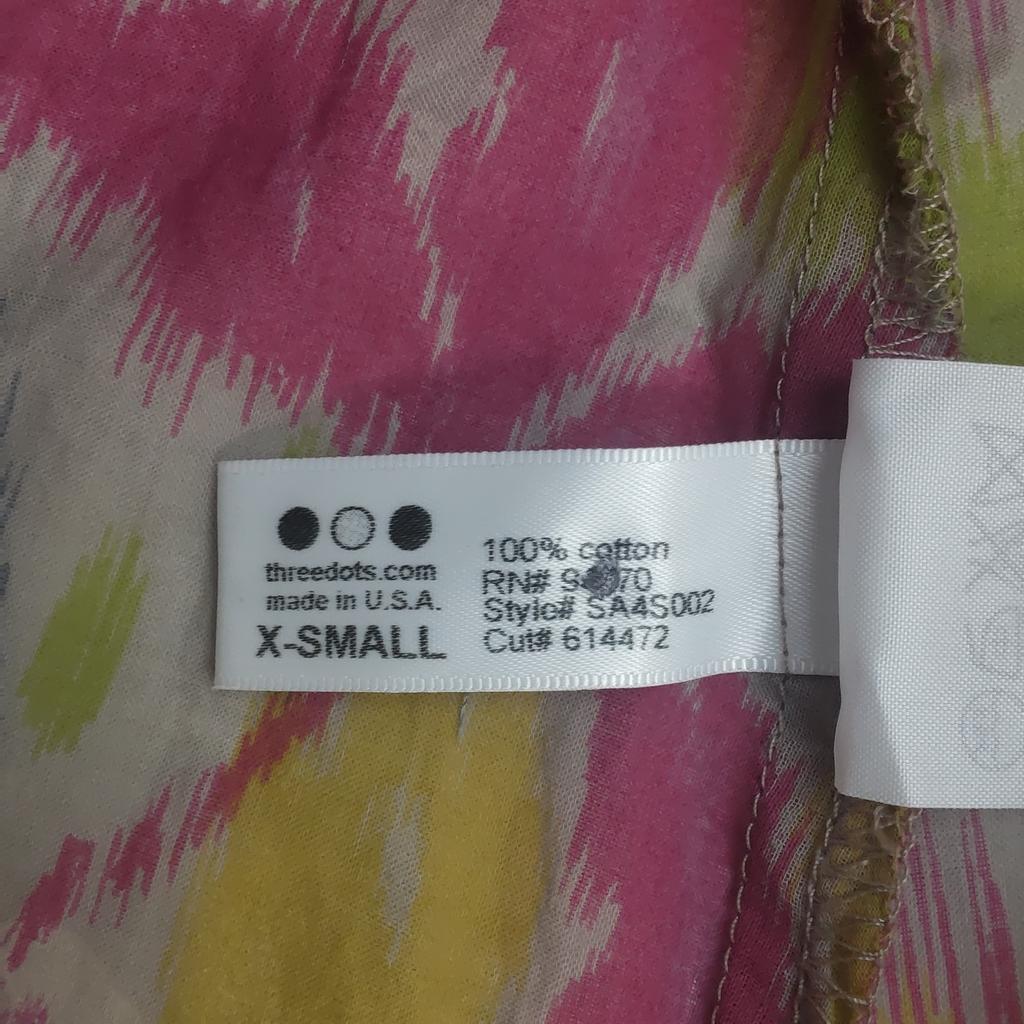 threedots.com
made in U.S.A.
X-SMALL
100% cotton
RN#
Style# SA4S002
Cut# 614472